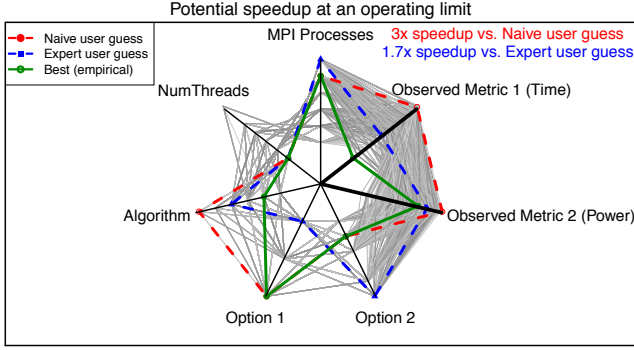 Potential speedup at an operating limit
Naive user guess
Expert user guess
Best (empirical)
MPI Processes
3x speedup vs. Naive user guess
1.7x speedup vs. Expert user guess
NumThreads
Observed Metric 1 (Time)
Algorithm
Observed Metric 2 (Power)
Option 1
Option 2